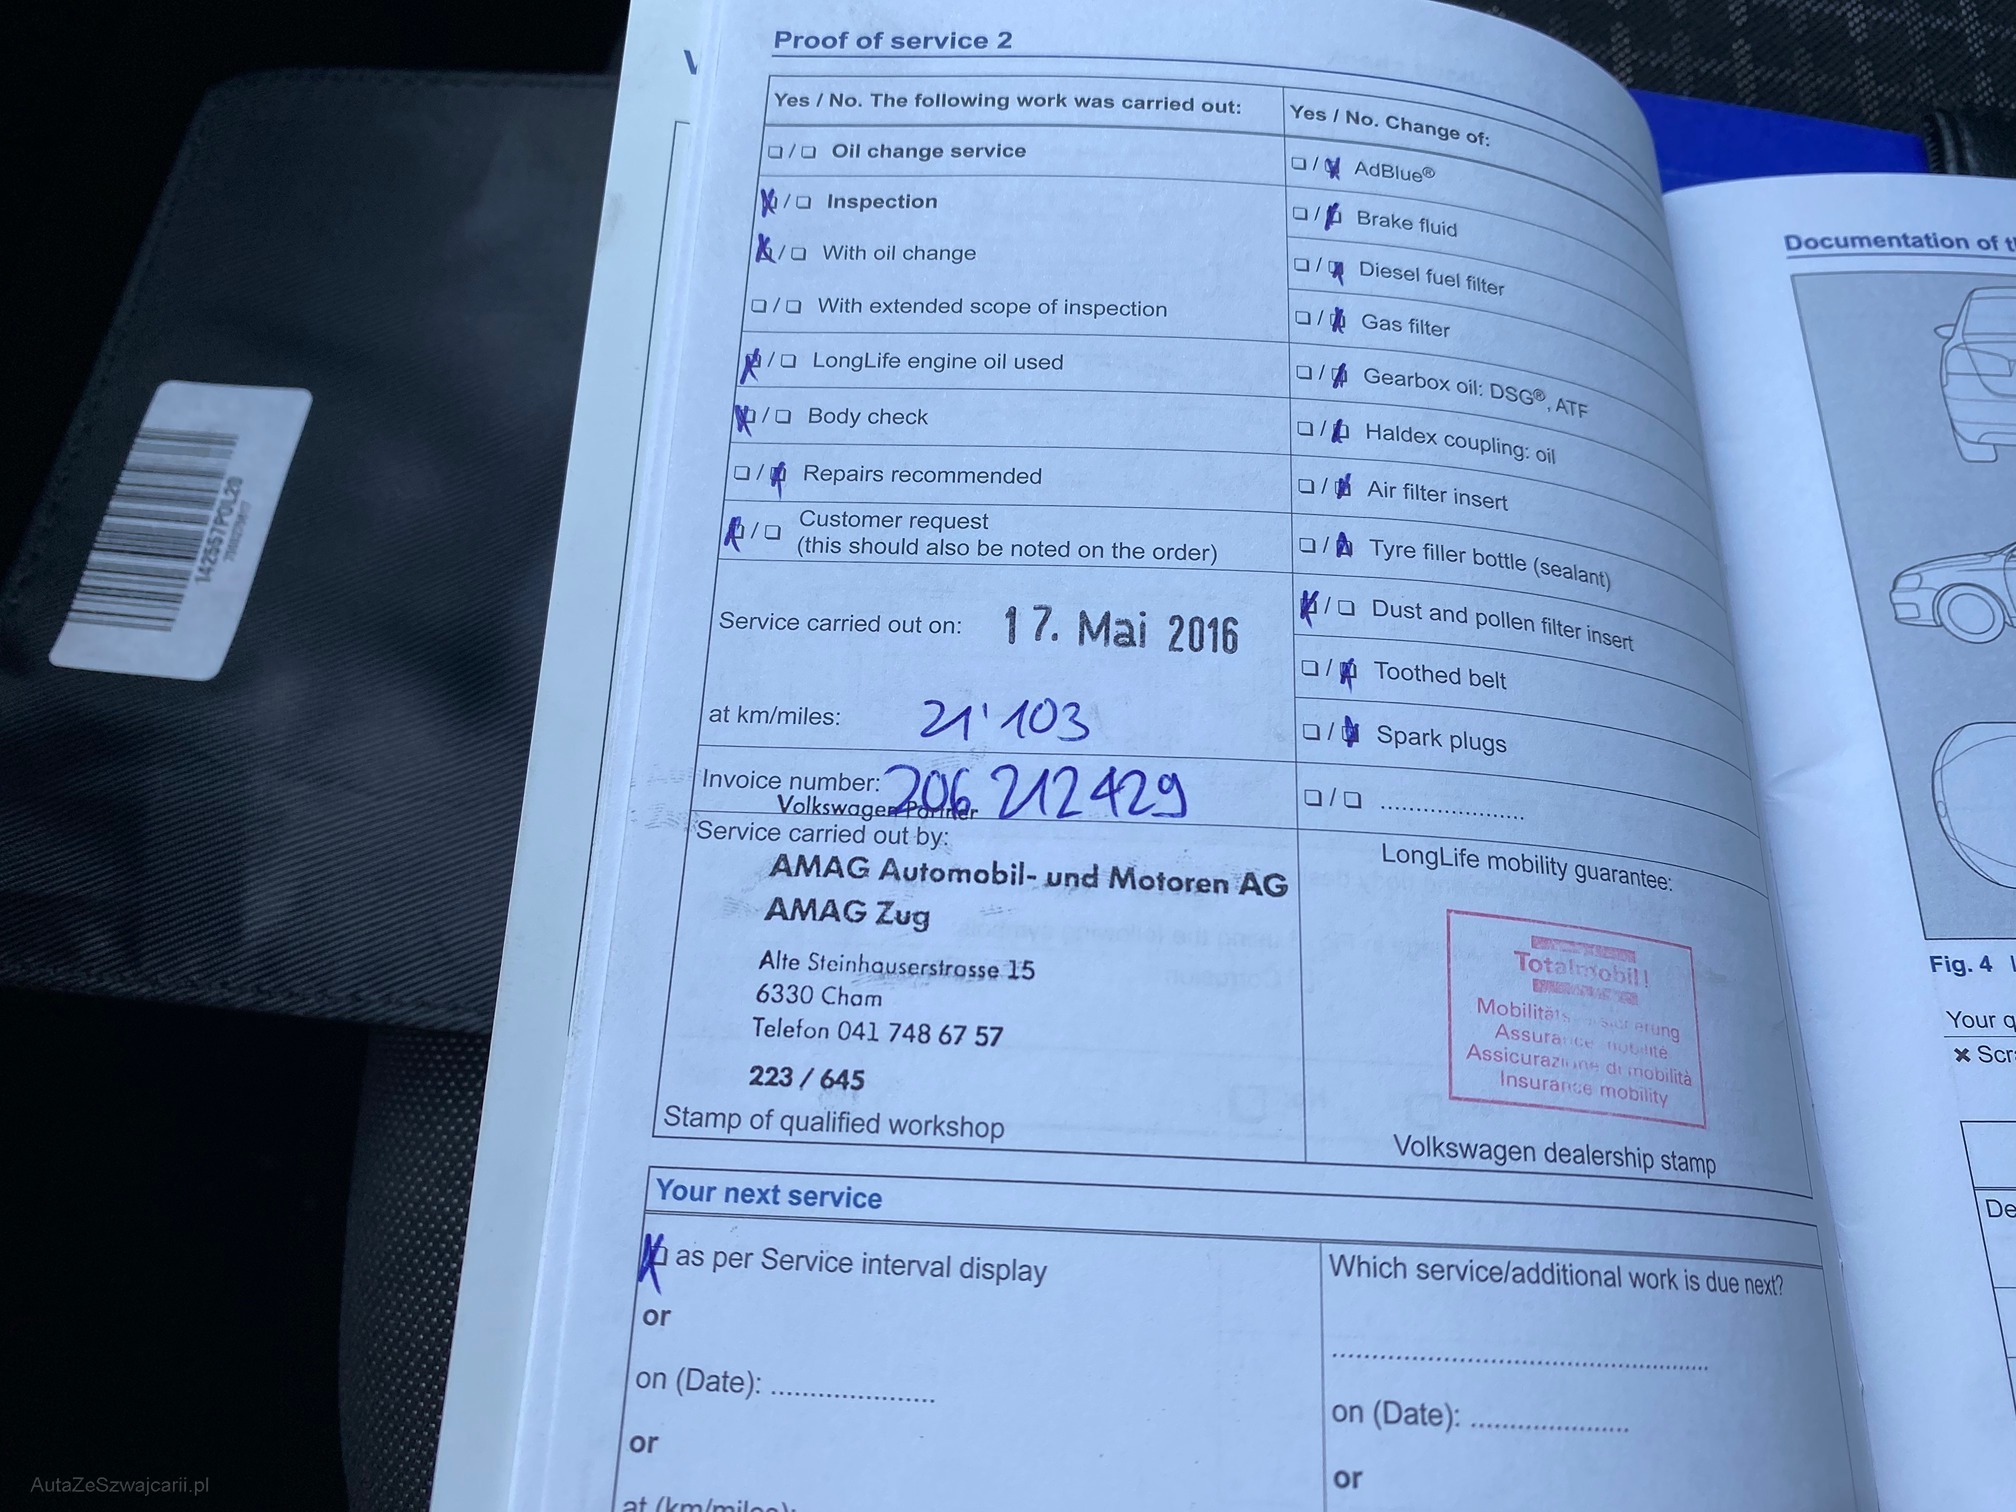 Proof of service 2
Yes / No. The following work was carried out:
❏ / ❏ Oil change service
❏ / ❏ Inspection
❏ / ❏ With oil change
❏ / ❏ With extended scope of inspection
❏ / ❏ LongLife engine oil used
❏ / ❏ Body check
❏ / ❏ Repairs recommended
❏ / ❏ Customer request
(this should also be noted on the order)
Service carried out on: 17. Mai 2016
at km/miles: 21'103
Invoice number: 206 212429
Volkswagen Partner
Service carried out by:
AMAG Automobil- und Motoren AG
AMAG Zug
Alte Steinhauserstrasse 15
6330 Cham
Telefon 041 748 67 57
223 / 645
Stamp of qualified workshop
Yes / No. Change of:
❏ / ❏ AdBlue®
❏ / ❏ Brake fluid
❏ / ❏ Diesel fuel filter
❏ / ❏ Gas filter
❏ / ❏ Gearbox oil: DSG®, ATF
❏ / ❏ Haldex coupling: oil
❏ / ❏ Air filter insert
❏ / ❏ Tyre filler bottle (sealant)
❏ / ❏ Dust and pollen filter insert
❏ / ❏ Toothed belt
❏ / ❏ Spark plugs
❏ / ❏ ......................
LongLife mobility guarantee:
Totalmobil!
Assurance mobilité
Assicurazione di mobilità
Insurance mobility
Volkswagen dealership stamp
Your next service
❏ as per Service interval display
or
on (Date): ......................
or
at (km/miles):
Which service/additional work is due next?
..................................................
on (Date): .....................
or
Documentation of
Fig. 4
Your
142557POL20
AutaZeSzwajcarii.pl